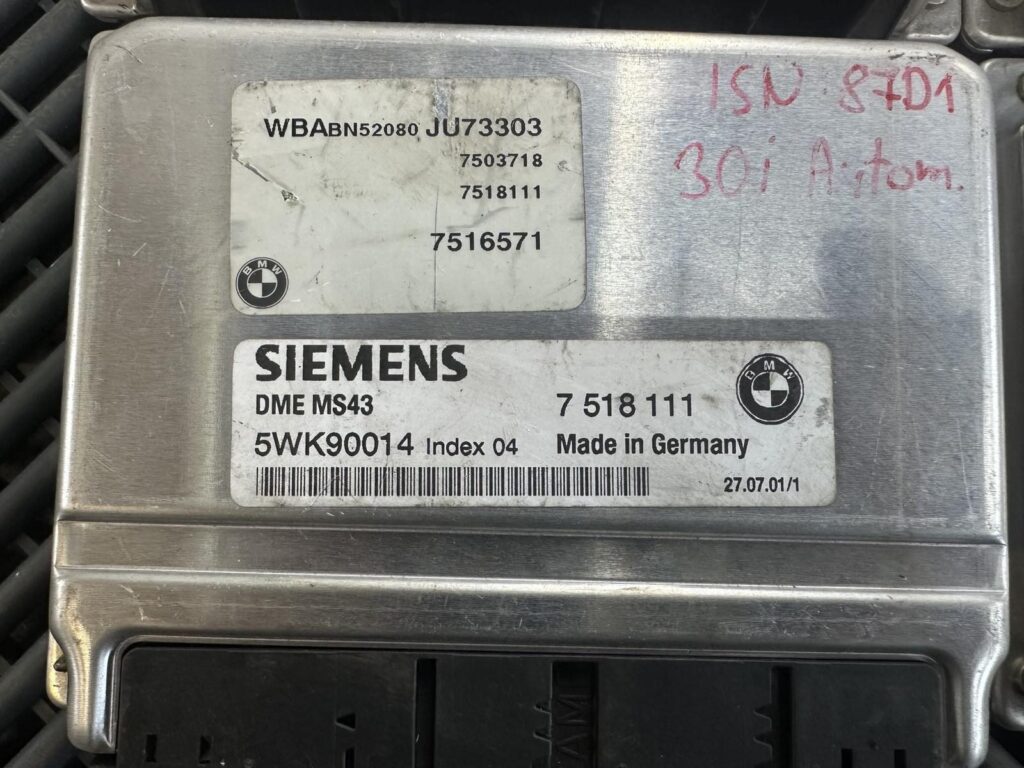 WBABN52080 JU73303
7503718
7518111
7516571
BMW
ISN 87D1
30i Autom.
SIEMENS
DME MS43
7 518 111
BMW
5WK90014 Index 04
Made in Germany
27.07.01/1